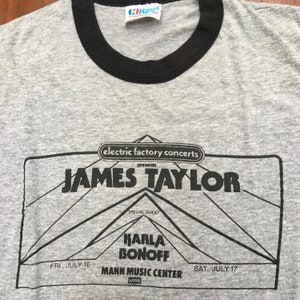 Hanes
electric factory concerts
presents
JAMES TAYLOR
SPECIAL GUEST
KARLA
BONOFF
FRI. JULY 16
SAT. JULY 17
MANN MUSIC CENTER